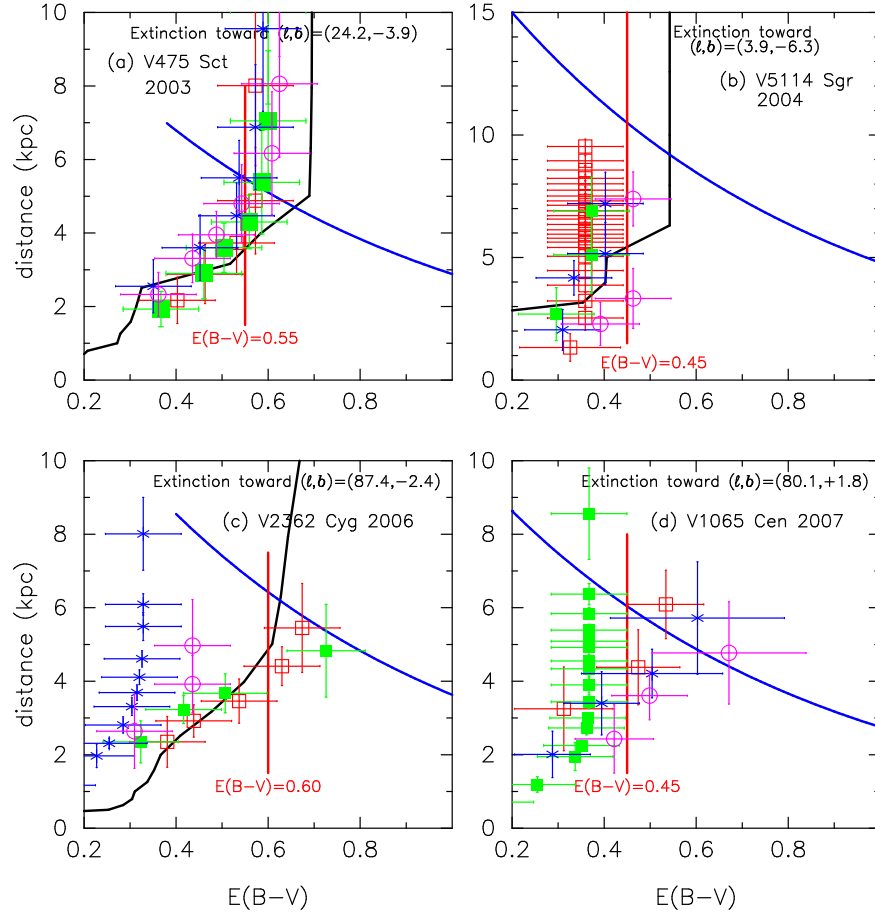 Extinction toward (l,b)=(24.2,−3.9)
(a) V475 Sct
2003
E(B−V)=0.55
10
8
6
4
2
0
0.2 0.4 0.6 0.8
distance (kpc)
Extinction toward
(l,b)=(3.9,−6.3)
(b) V5114 Sgr
2004
E(B−V)=0.45
15
10
5
0
0.2 0.4 0.6 0.8
Extinction toward (l,b)=(87.4,−2.4)
(c) V2362 Cyg 2006
E(B−V)=0.60
10
8
6
4
2
0
0.2 0.4 0.6 0.8
distance (kpc)
E(B−V)
Extinction toward (l,b)=(80.1,+1.8)
(d) V1065 Cen 2007
E(B−V)=0.45
10
8
6
4
2
0
0.2 0.4 0.6 0.8
E(B−V)